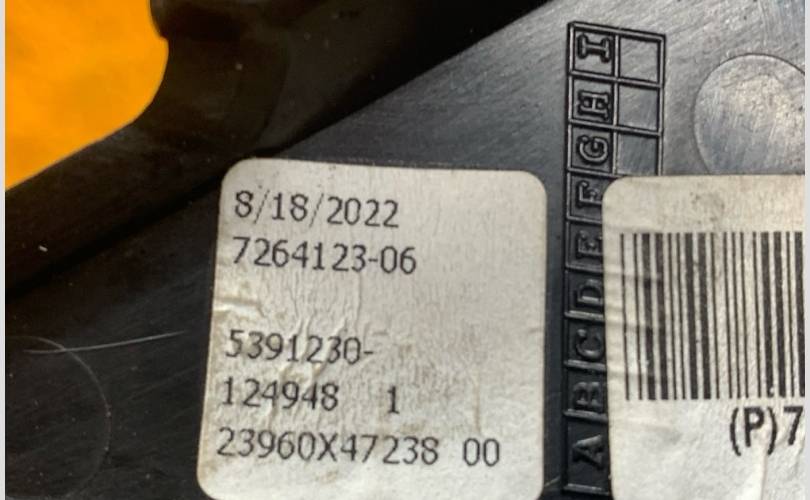 8/18/2022
7264123-06
5391230-
124948 1
23960X47238 00
A B C D E F G H I
(P)7